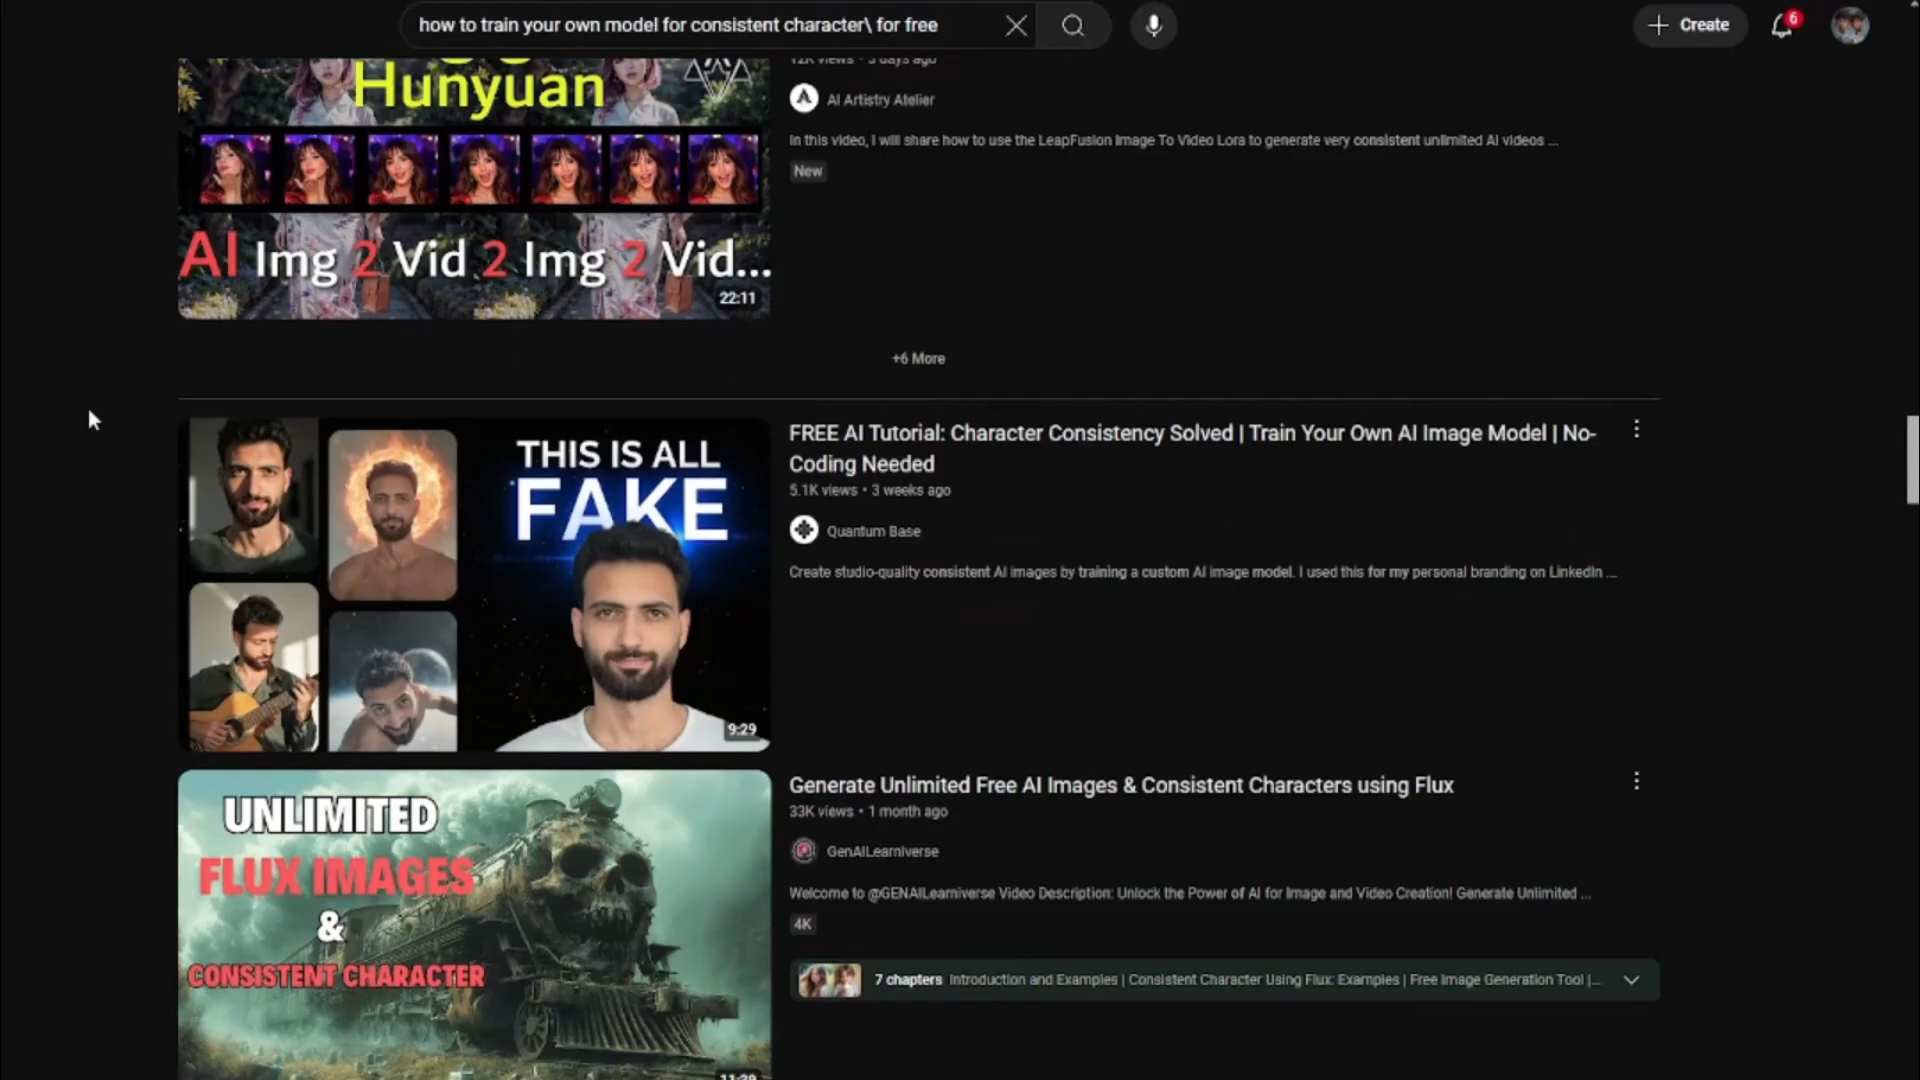 how to train your own model for consistent character\ for free
Create
6
Hunyuan
AI Img 2 Vid 2 Img 2 Vid...
22:11
12K views • 3 days ago
AI Artistry Atelier
In this video, I will share how to use the LeapFusion Image To Video Lora to generate very consistent unlimited AI videos ...
New
+6 More
THIS IS ALL
FAKE
9:29
FREE AI Tutorial: Character Consistency Solved | Train Your Own AI Image Model | No-
Coding Needed
5.1K views • 3 weeks ago
Quantum Base
Create studio-quality consistent AI images by training a custom AI image model. I used this for my personal branding on LinkedIn ...
UNLIMITED
FLUX IMAGES
&
CONSISTENT CHARACTER
11:39
Generate Unlimited Free AI Images & Consistent Characters using Flux
33K views • 1 month ago
GenAILearniverse
Welcome to @GENAILearniverse Video Description: Unlock the Power of AI for Image and Video Creation! Generate Unlimited ...
4K
7 chapters Introduction and Examples | Consistent Character Using Flux: Examples | Free Image Generation Tool |...